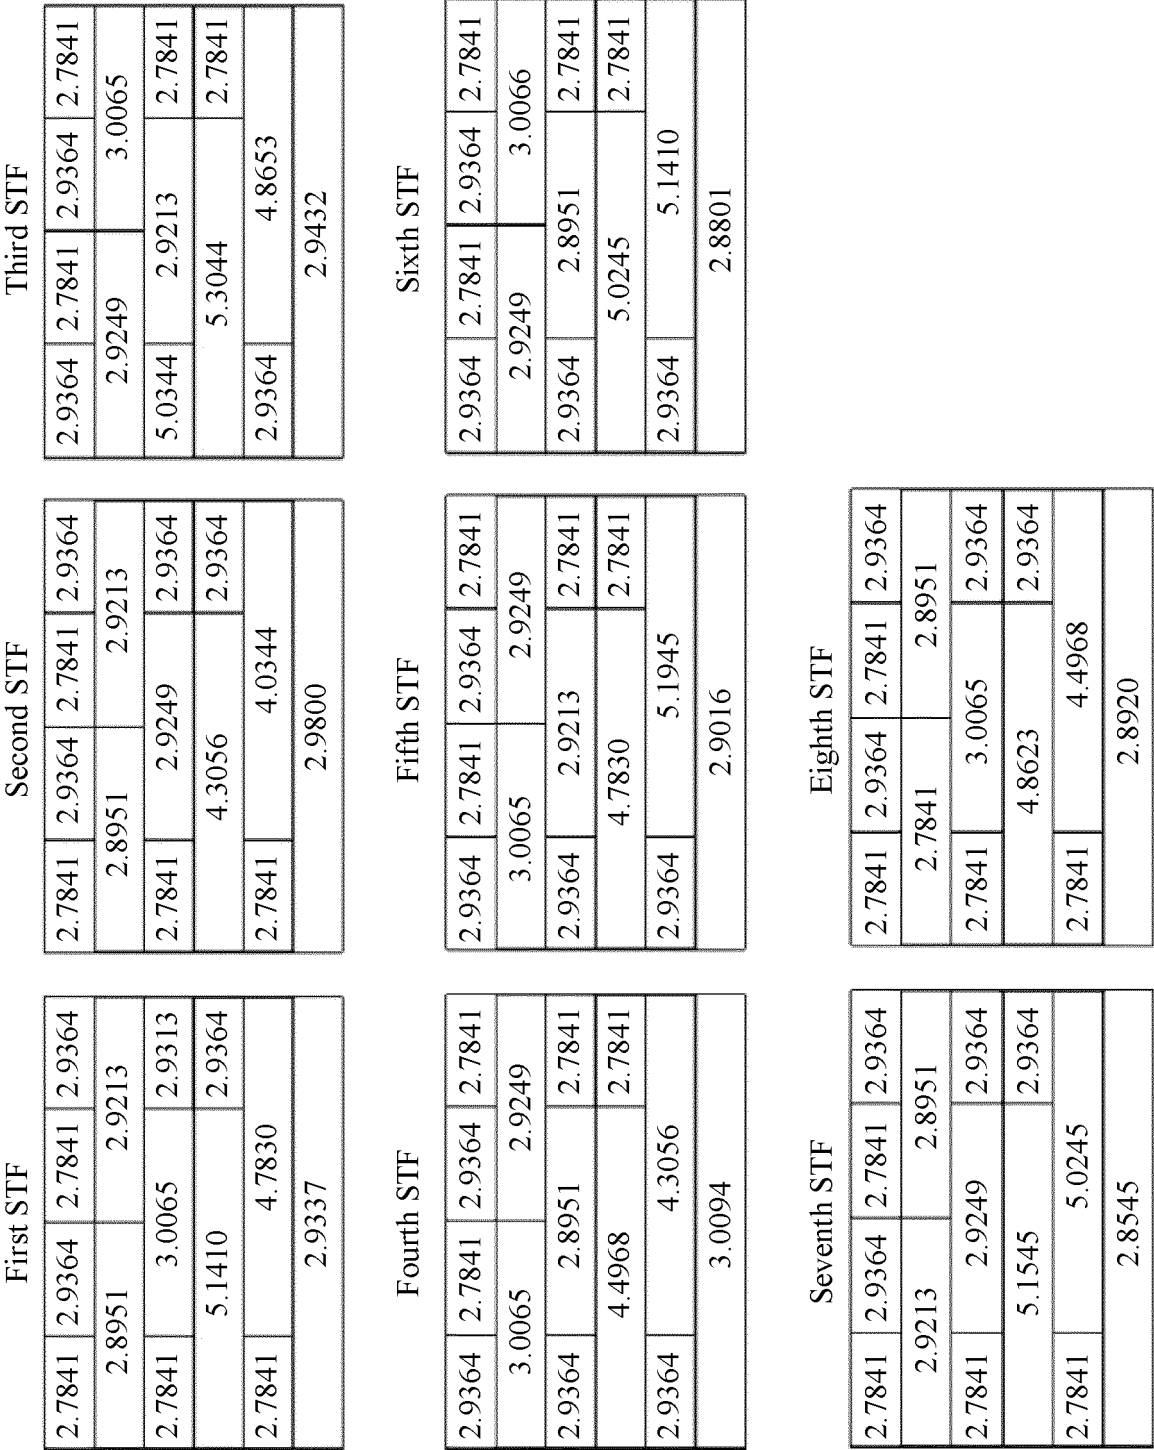 First STF
2.7841 2.9364 2.7841 2.9364
2.8951 2.9213
2.7841 3.0065 2.9313
5.1410 2.9364
2.7841 4.7830
2.9337
Second STF
2.7841 2.9364 2.7841 2.9364
2.8951 2.9213
2.7841 2.9249 2.9364
4.3056 2.9364
2.7841 4.0344
2.9800
Third STF
2.9364 2.7841 2.9364 2.7841
2.9249 3.0065
5.0344 2.9213 2.7841
5.3044 2.7841
2.9364 4.8653
2.9432
Fourth STF
2.9364 2.7841 2.9364 2.7841
3.0065 2.9249
2.9364 2.8951 2.7841
4.4968 2.7841
2.9364 4.3056
3.0094
Fifth STF
2.9364 2.7841 2.9364 2.7841
3.0065 2.9249
2.9364 2.9213 2.7841
4.7830 2.7841
2.9364 5.1945
2.9016
Sixth STF
2.9364 2.7841 2.9364 2.7841
2.9249 3.0066
2.9364 2.8951 2.7841
5.0245 2.7841
2.9364 5.1410
2.8801
Seventh STF
2.7841 2.9364 2.7841 2.9364
2.9213 2.8951
2.7841 2.9249 2.9364
5.1545 2.9364
2.7841 5.0245
2.8545
Eighth STF
2.7841 2.9364 2.7841 2.9364
2.7841 2.8951
2.7841 3.0065 2.9364
4.8623 2.9364
2.7841 4.4968
2.8920